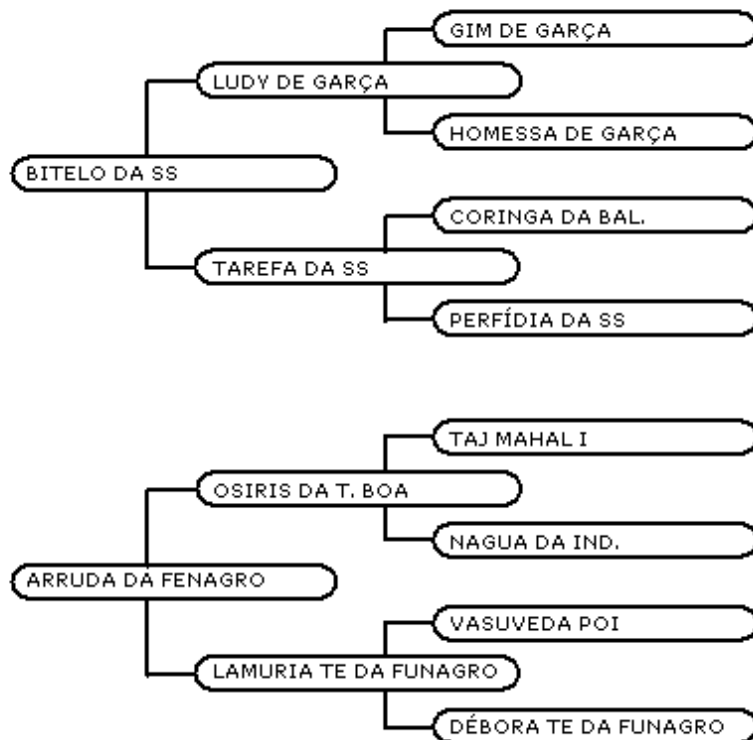 GIM DE GARÇA
LUDY DE GARÇA
HOMESSA DE GARÇA
BITELO DA SS
CORINGA DA BAL.
TAREFA DA SS
PERFÍDIA DA SS
TAJ MAHAL I
OSIRIS DA T. BOA
NAGUA DA IND.
ARRUDA DA FENAGRO
VASUVEDA POI
LAMURIA TE DA FUNAGRO
DÉBORA TE DA FUNAGRO